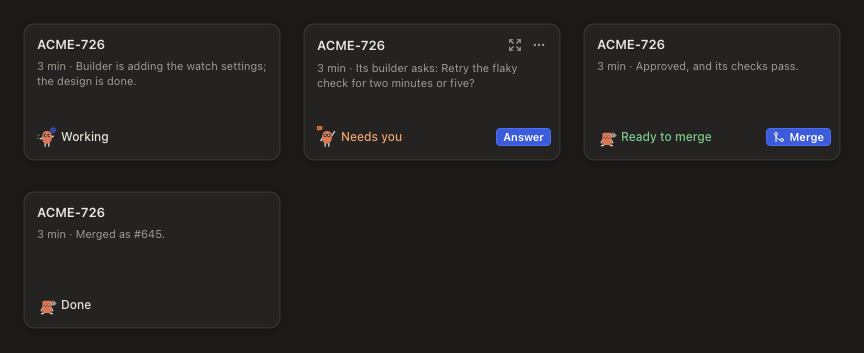 ACME-726
3 min · Builder is adding the watch settings;
the design is done.
Working
ACME-726
3 min · Its builder asks: Retry the flaky
check for two minutes or five?
Needs you
Answer
ACME-726
3 min · Approved, and its checks pass.
Ready to merge
Merge
ACME-726
3 min · Merged as #645.
Done